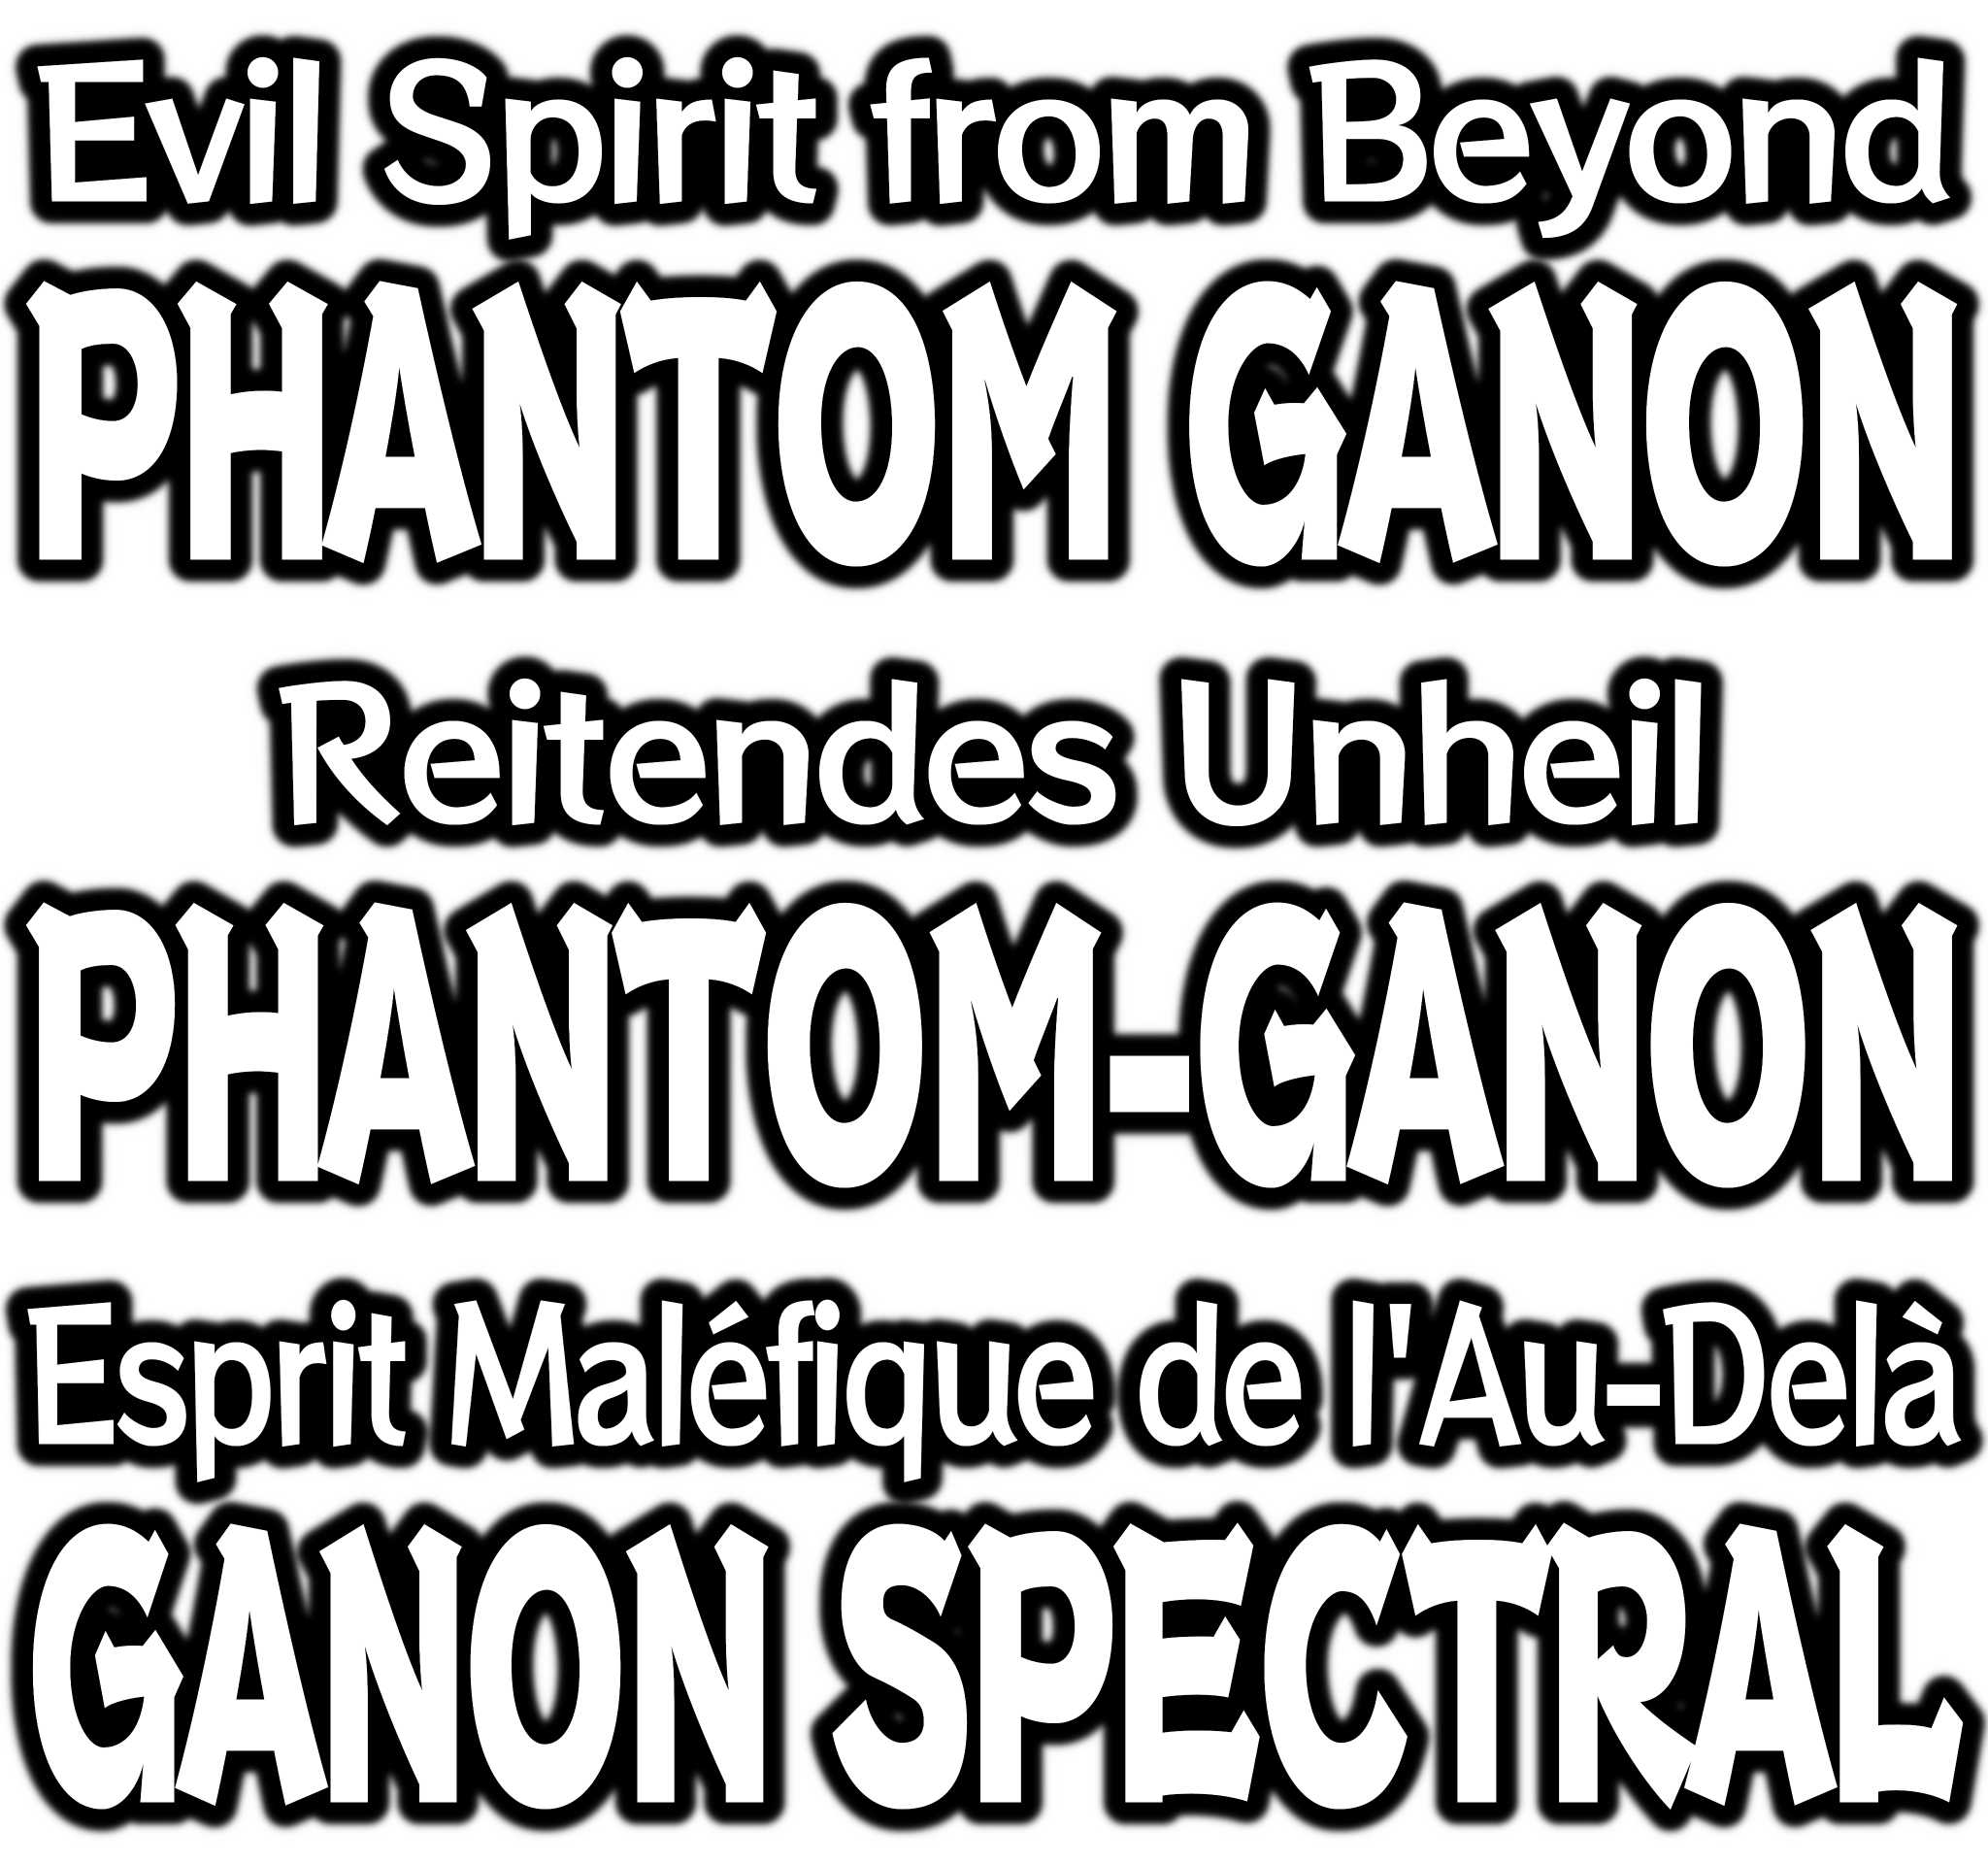 Evil Spirit from Beyond
PHANTOM GANON
Reitendes Unheil
PHANTOM-GANON
Esprit Maléfique de l'Au-Delà
GANON SPECTRAL